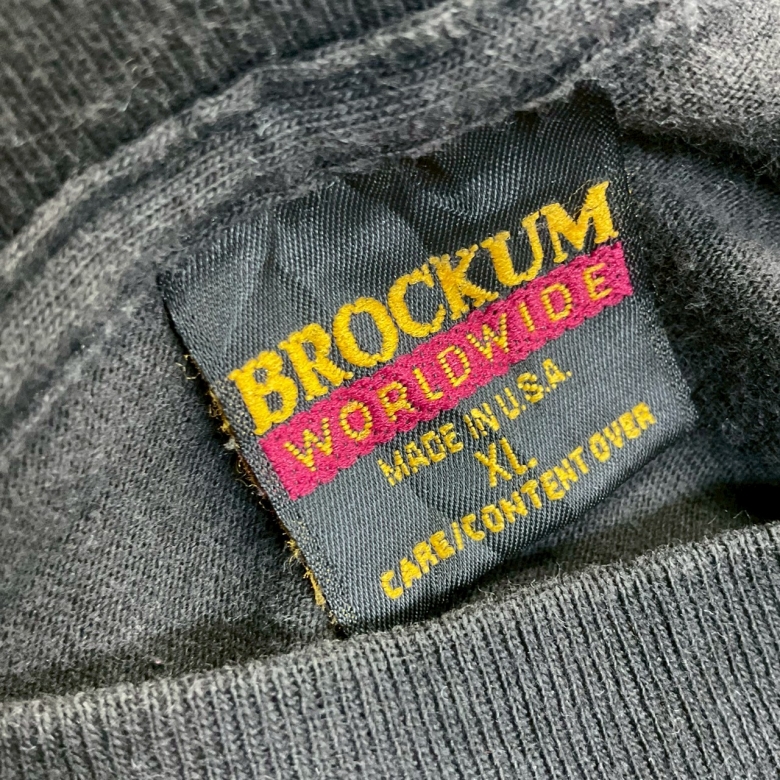 BROCKUM
WORLDWIDE
MADE IN U.S.A.
XL
CARE/CONTENT OVER